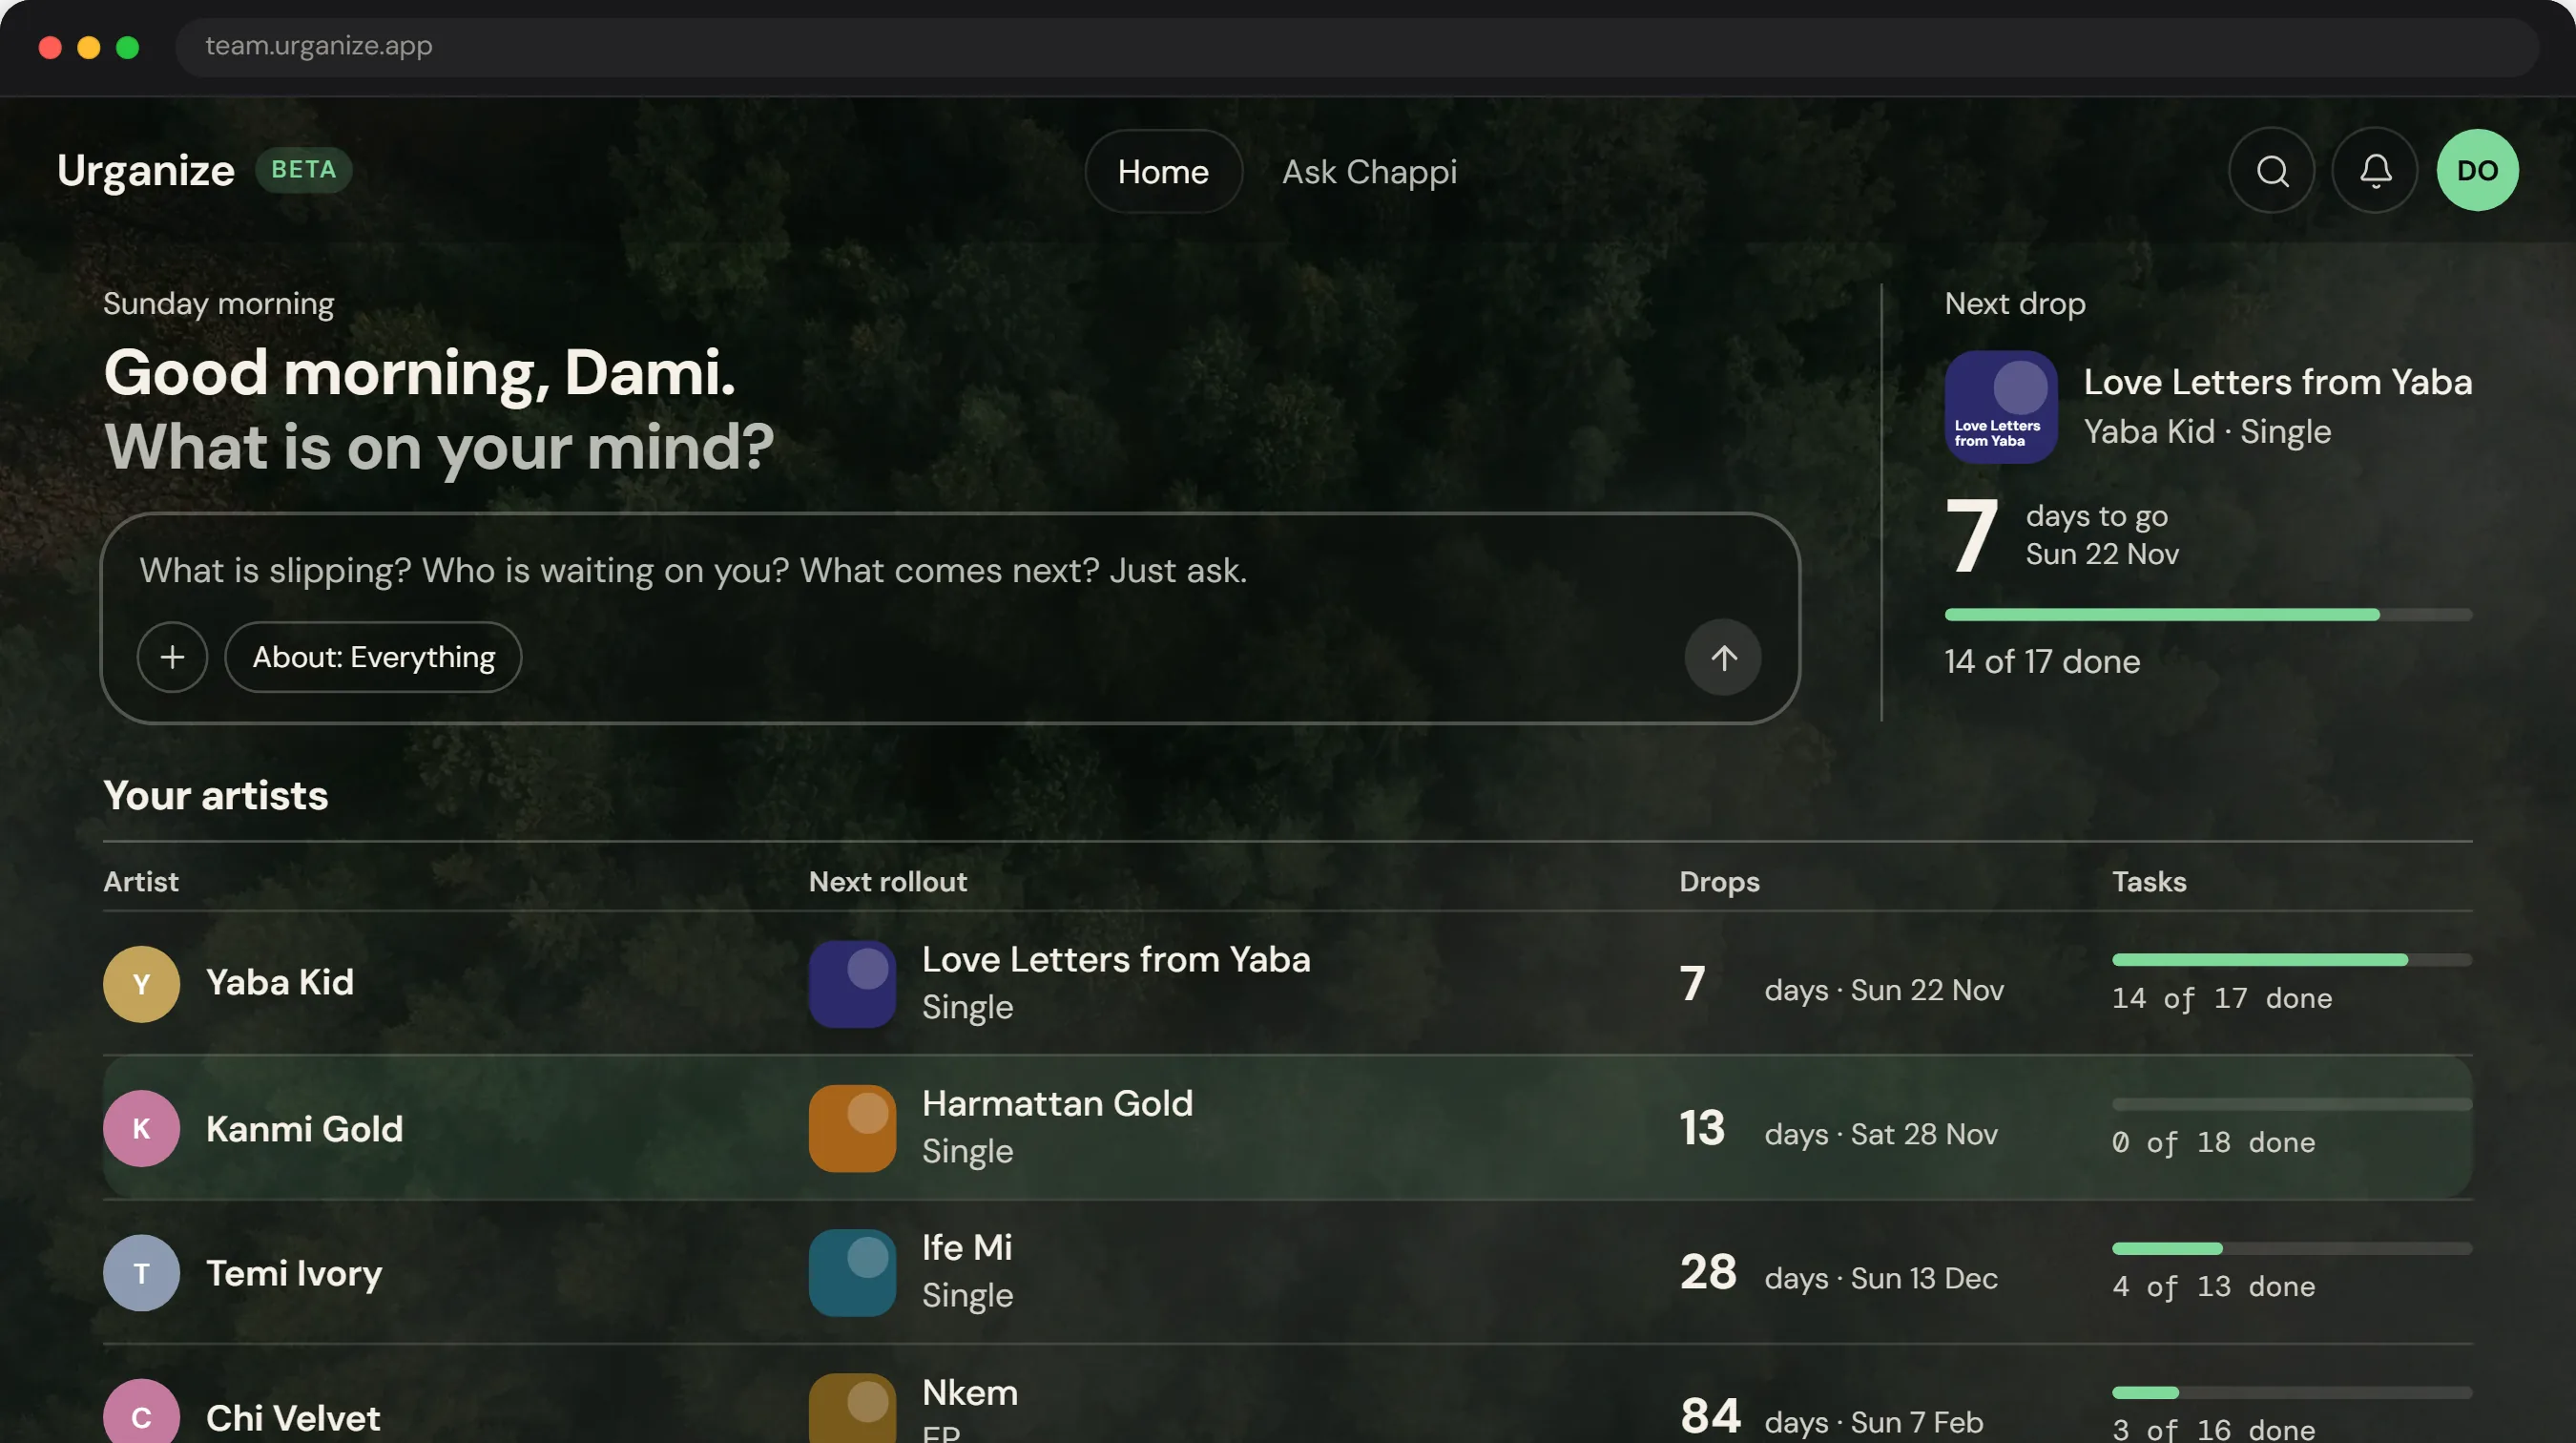 team.urganize.app
Urganize BETA
Home
Ask Chappi
DO
Sunday morning
Good morning, Dami.
What is on your mind?
What is slipping? Who is waiting on you? What comes next? Just ask.
About: Everything
Next drop
Love Letters
from Yaba
Love Letters from Yaba
Yaba Kid · Single
7
days to go
Sun 22 Nov
14 of 17 done
Your artists
Artist Next rollout Drops Tasks
Y Yaba Kid
Love Letters from Yaba
Single
7 days · Sun 22 Nov
14 of 17 done
K Kanmi Gold
Harmattan Gold
Single
13 days · Sat 28 Nov
0 of 18 done
T Temi Ivory
Ife Mi
Single
28 days · Sun 13 Dec
4 of 13 done
C Chi Velvet
Nkem
EP
84 days · Sun 7 Feb
3 of 16 done